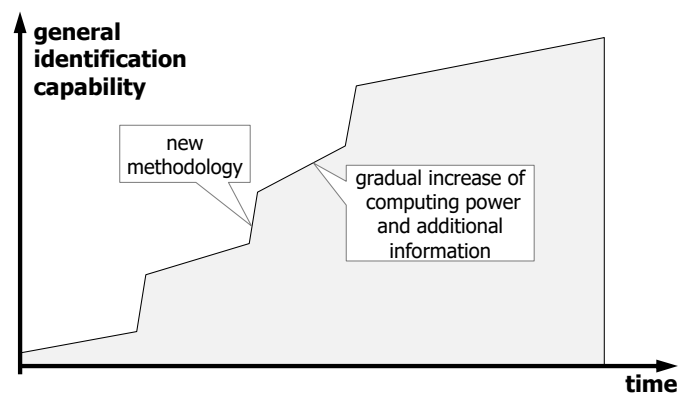 general
identification
capability
new
methodology
gradual increase of
computing power
and additional
information
time